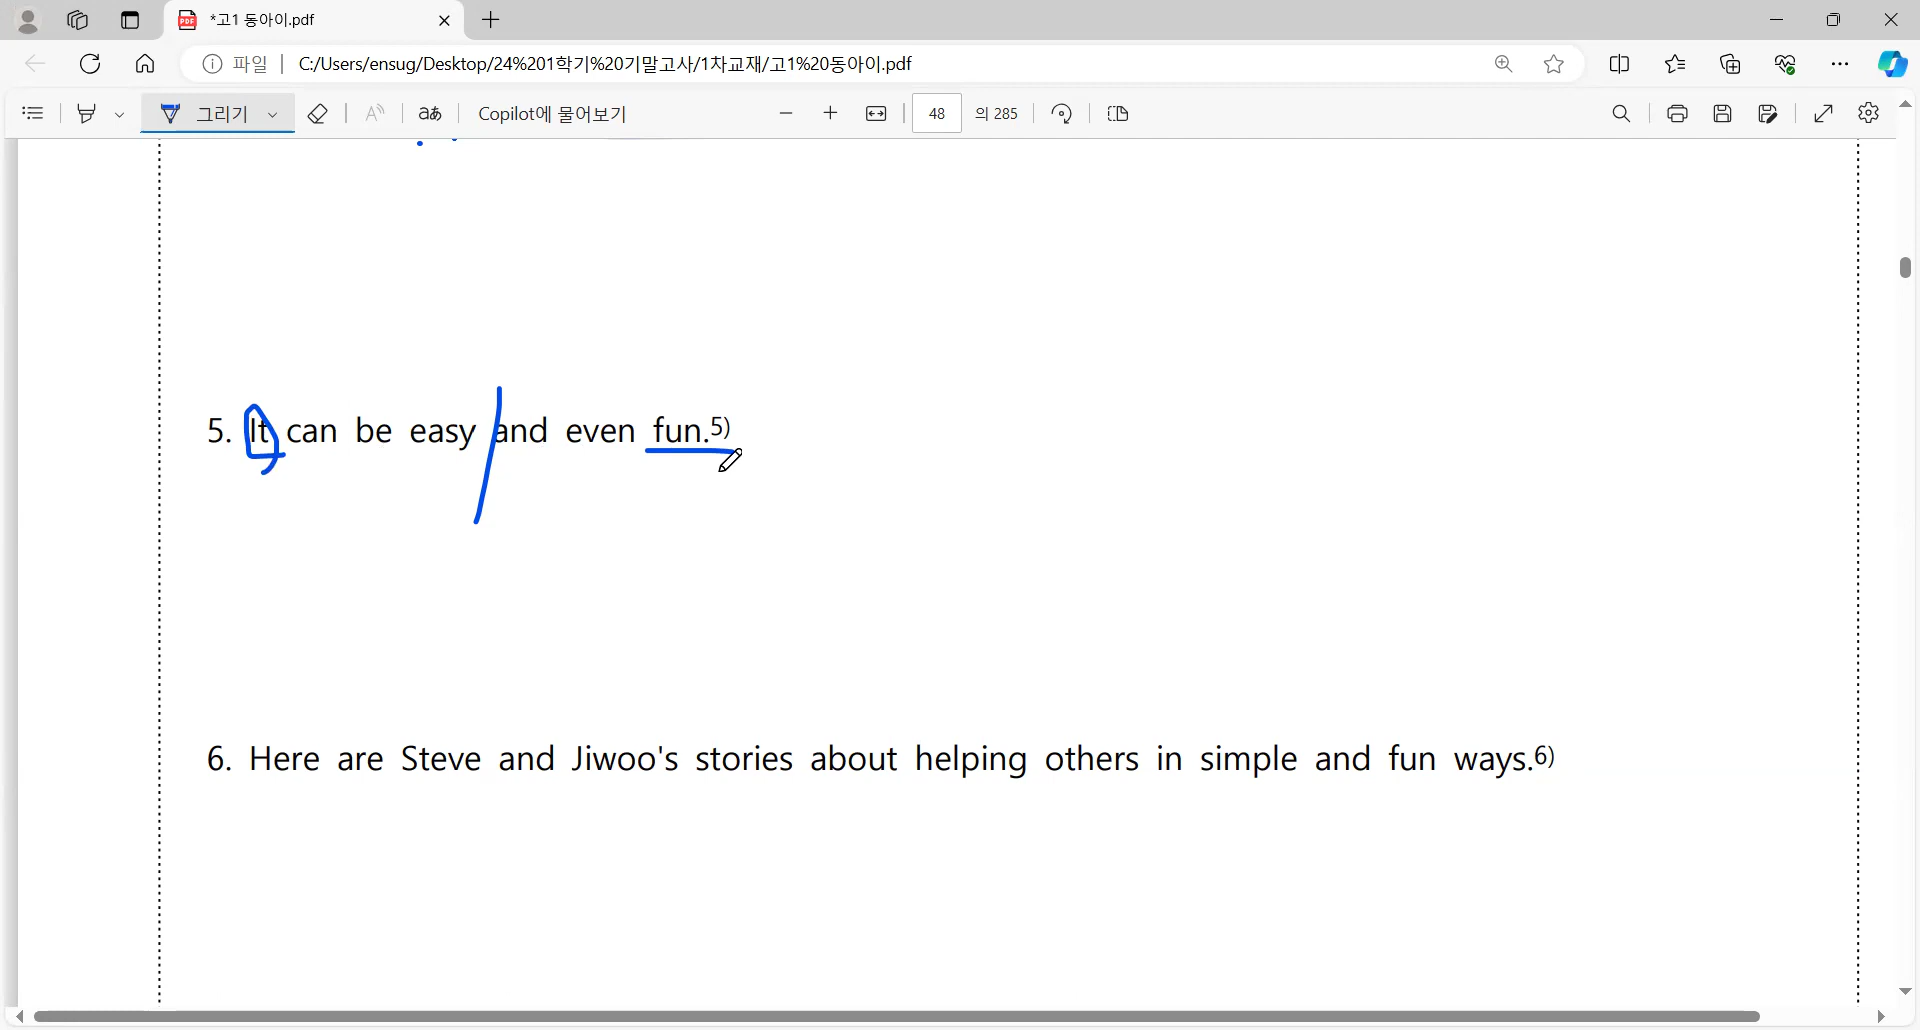 *고1 동아이.pdf
파일 C:/Users/ensug/Desktop/24%201학기%20기말고사/1차교재/고1%20동아이.pdf
그리기 aあ Copilot에 물어보기 48 의 285
5. It can be easy and even fun.5)
6. Here are Steve and Jiwoo's stories about helping others in simple and fun ways.6)